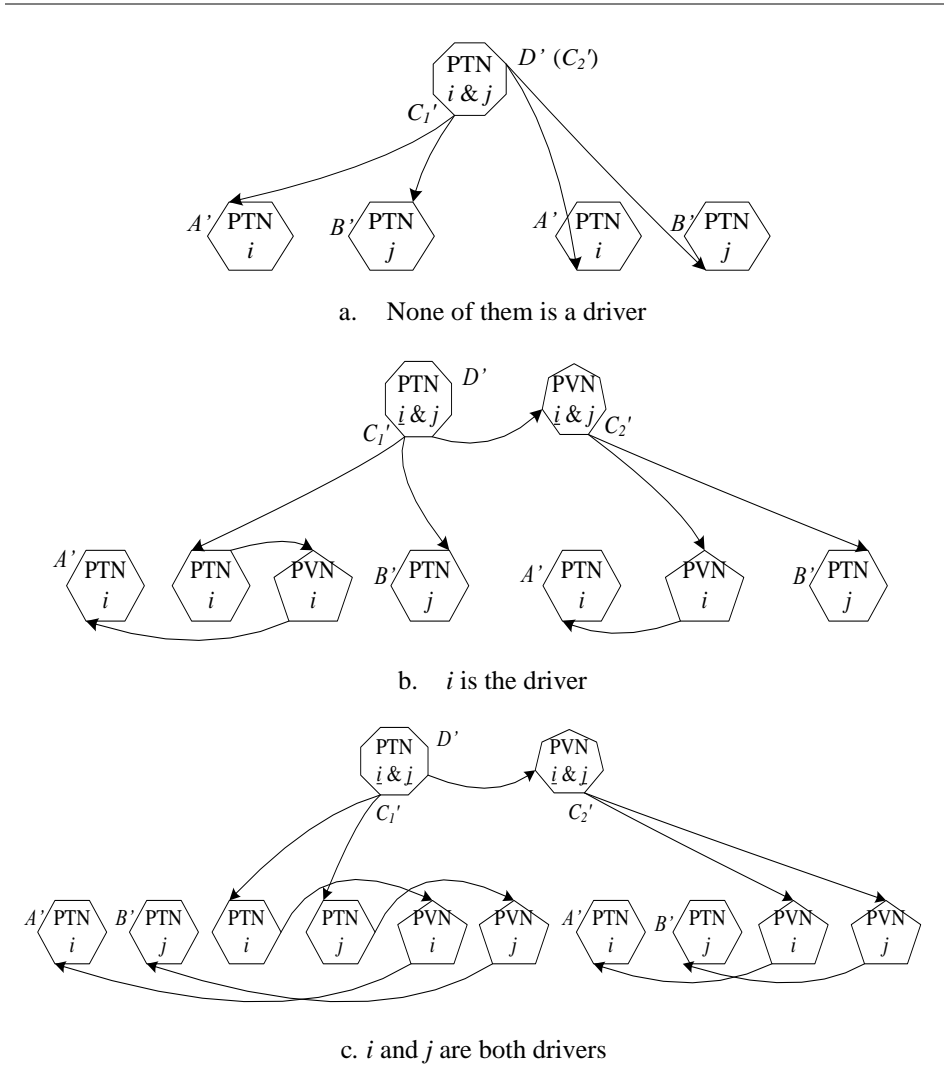 PTN
i & j
D' (C₂')
C₁'
A'
PTN
i
B'
PTN
j
A'
PTN
i
B'
PTN
j
a. None of them is a driver
PTN
i & j
D'
PVN
i & j
C₁'
C₂'
A'
PTN
i
PTN
i
PVN
i
B'
PTN
j
A'
PTN
i
PVN
i
B'
PTN
j
b. i is the driver
PTN
i & j
D'
PVN
i & j
C₁'
C₂'
A'
PTN
i
B'
PTN
j
PTN
i
PTN
j
PVN
i
PVN
j
A'
PTN
i
B'
PTN
j
PVN
i
PVN
j
c. i and j are both drivers